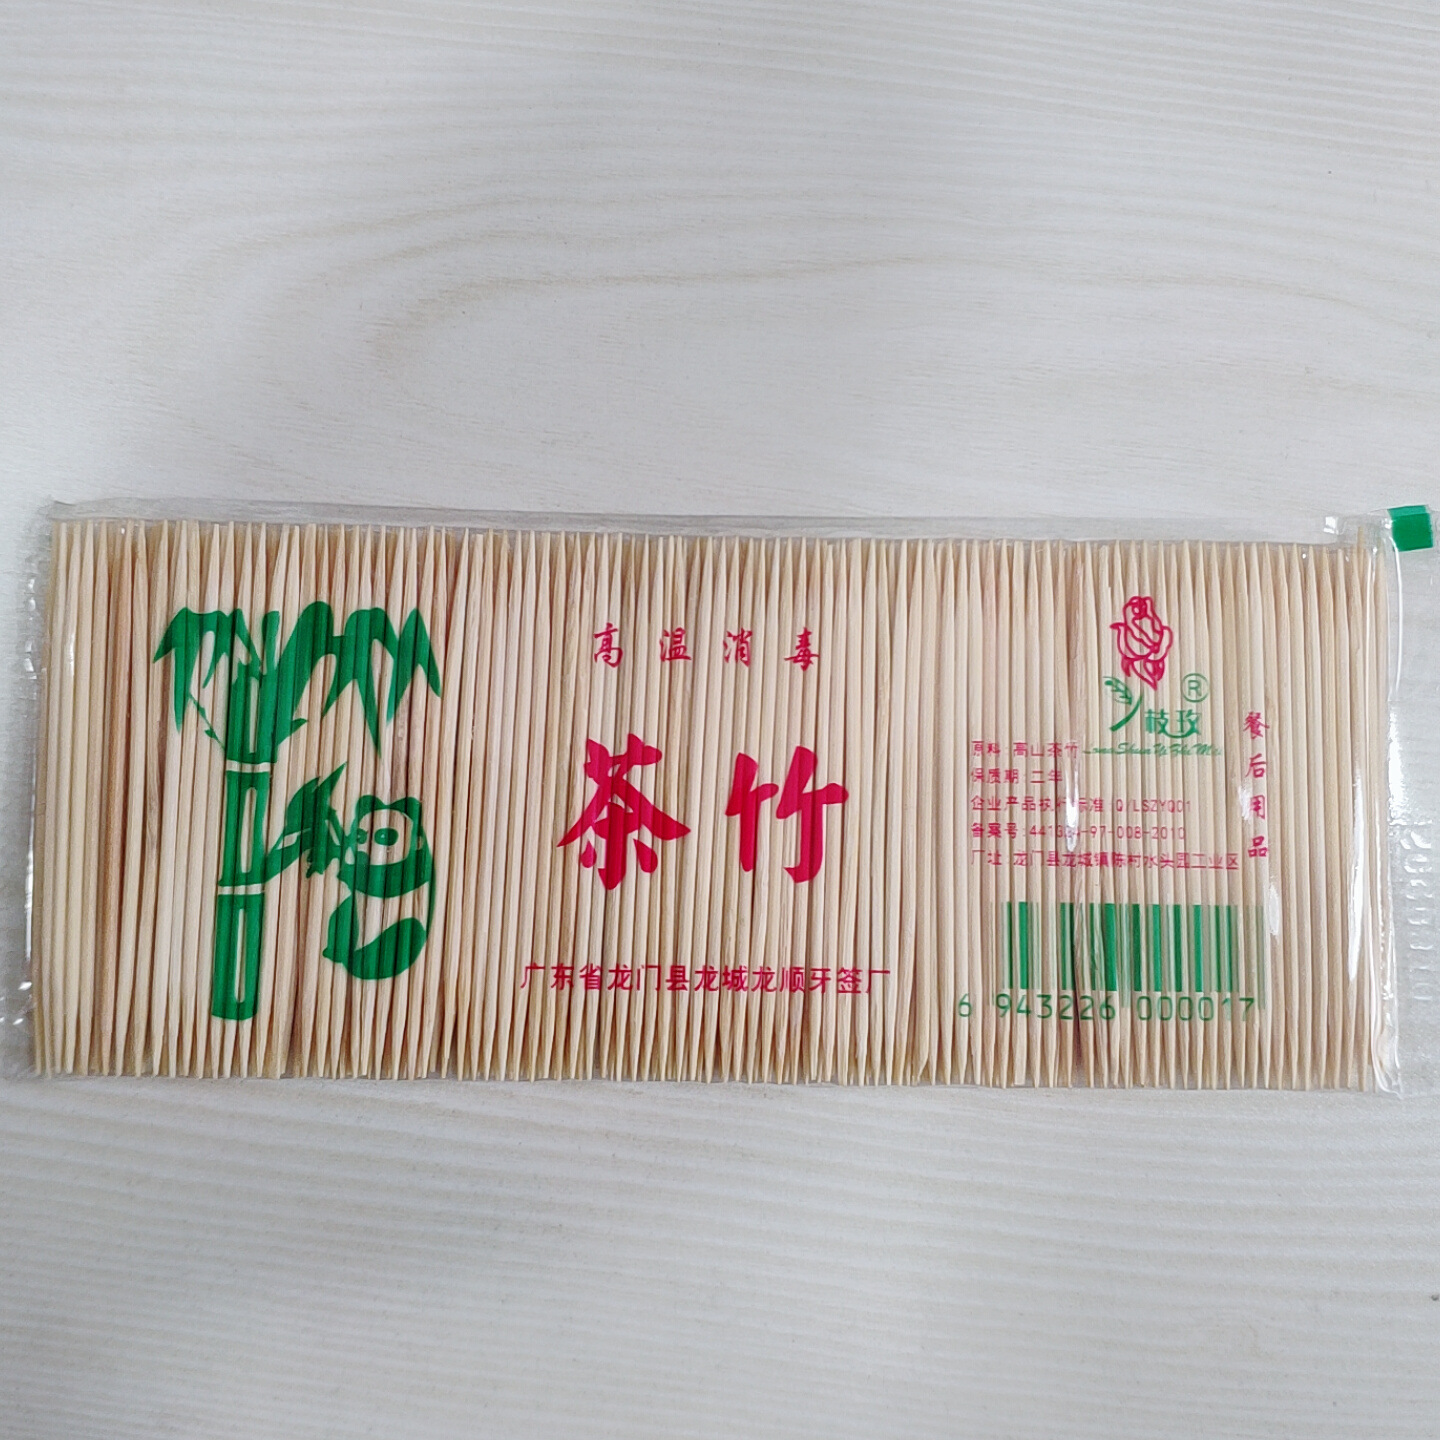 高温消毒
茶竹
广东省龙门县龙城龙顺牙签厂
®
枝玫
原料:高山茶竹
保质期:二年
企业产品执行标准:Q/LSZYQ01
厂址:龙门县龙城镇陈村水头园工业区
餐后用品
6 943226 000017